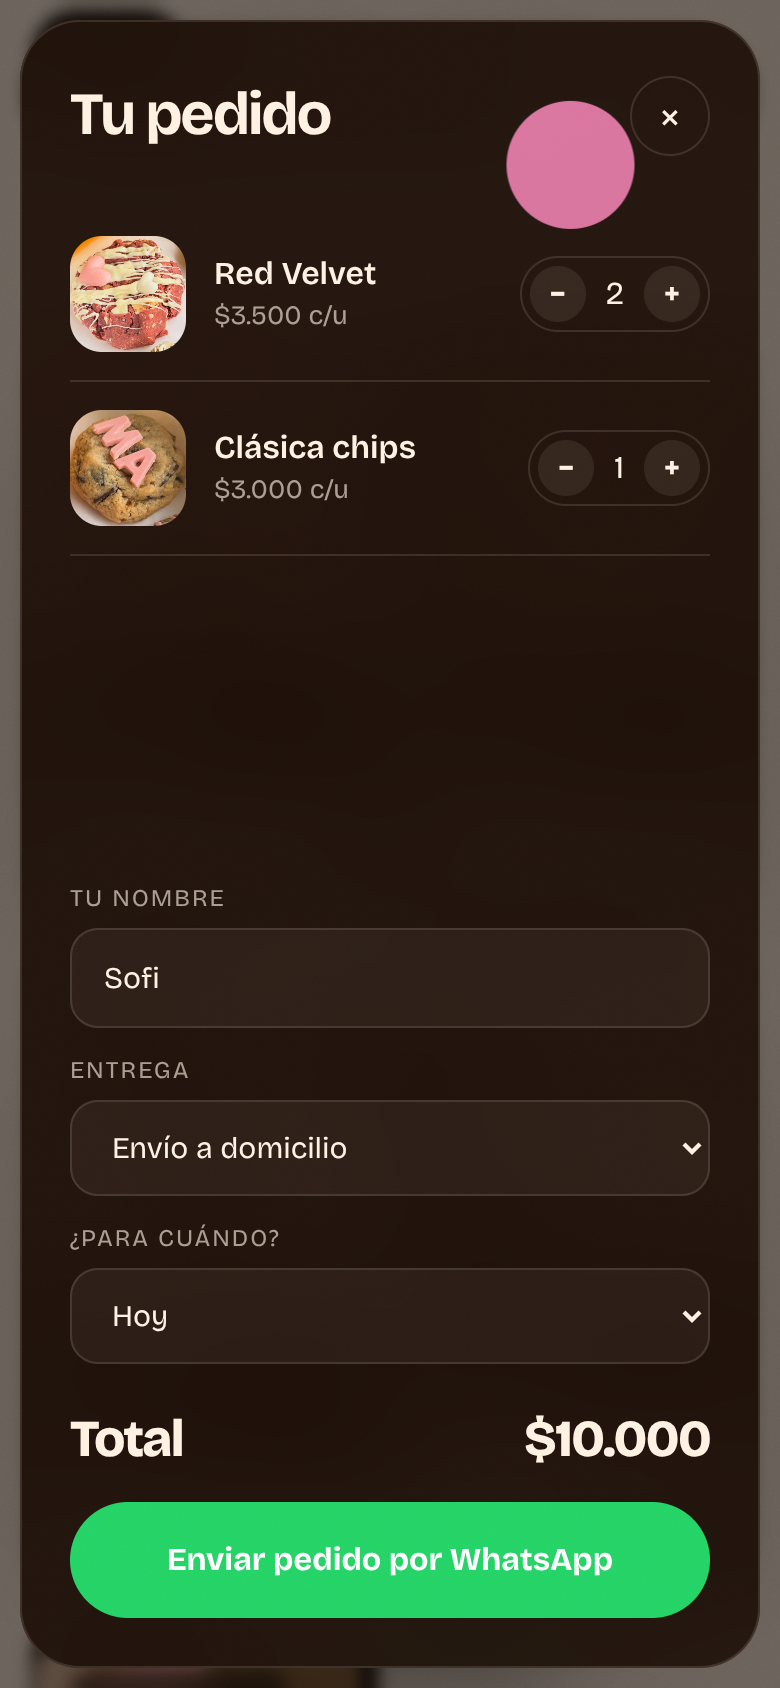 Tu pedido
×
Red Velvet
$3.500 c/u
− 2 +
MA
Clásica chips
$3.000 c/u
− 1 +
TU NOMBRE
Sofi
ENTREGA
Envío a domicilio
¿PARA CUÁNDO?
Hoy
Total $10.000
Enviar pedido por WhatsApp